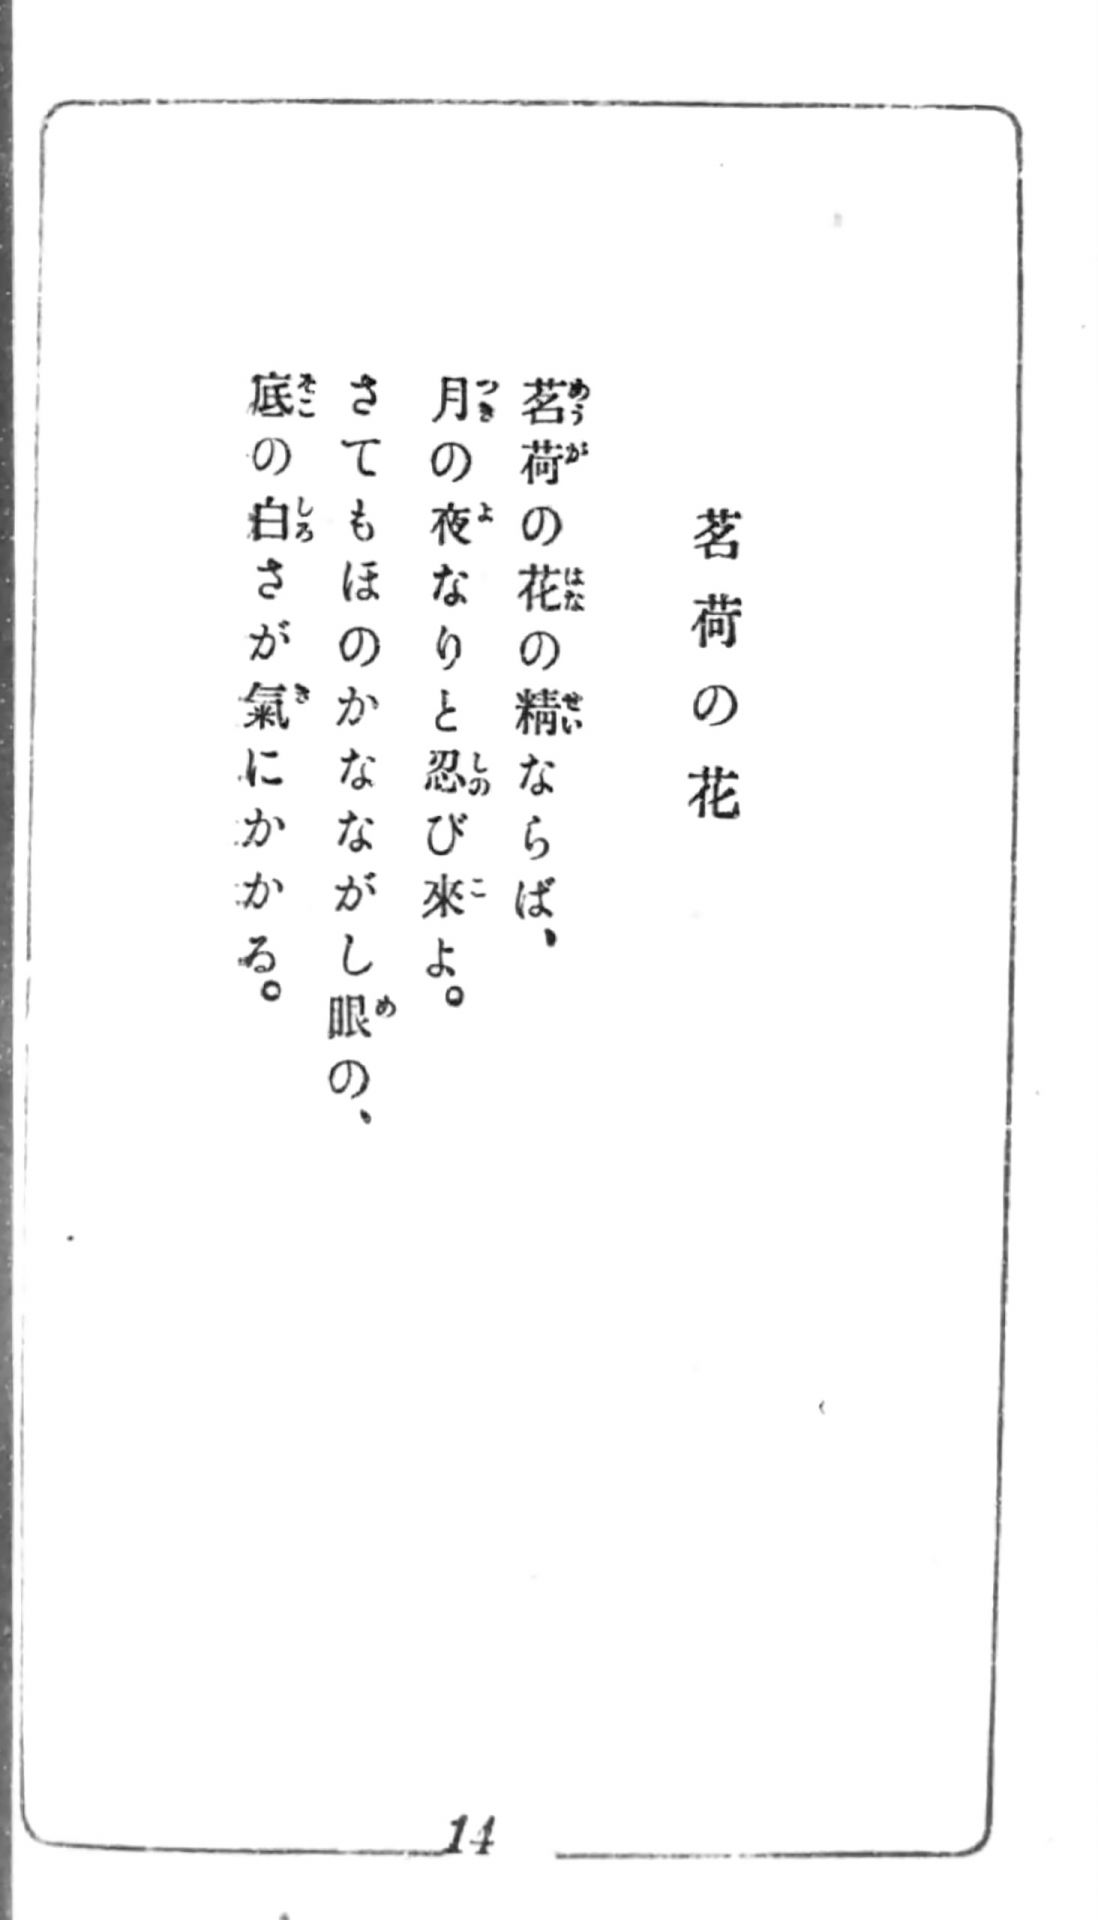 茗荷の花
茗荷の花の精ならば、
月の夜なりと忍び來よ。
さてもほのかなながし眼の、
底の白さが氣にかかる。
14